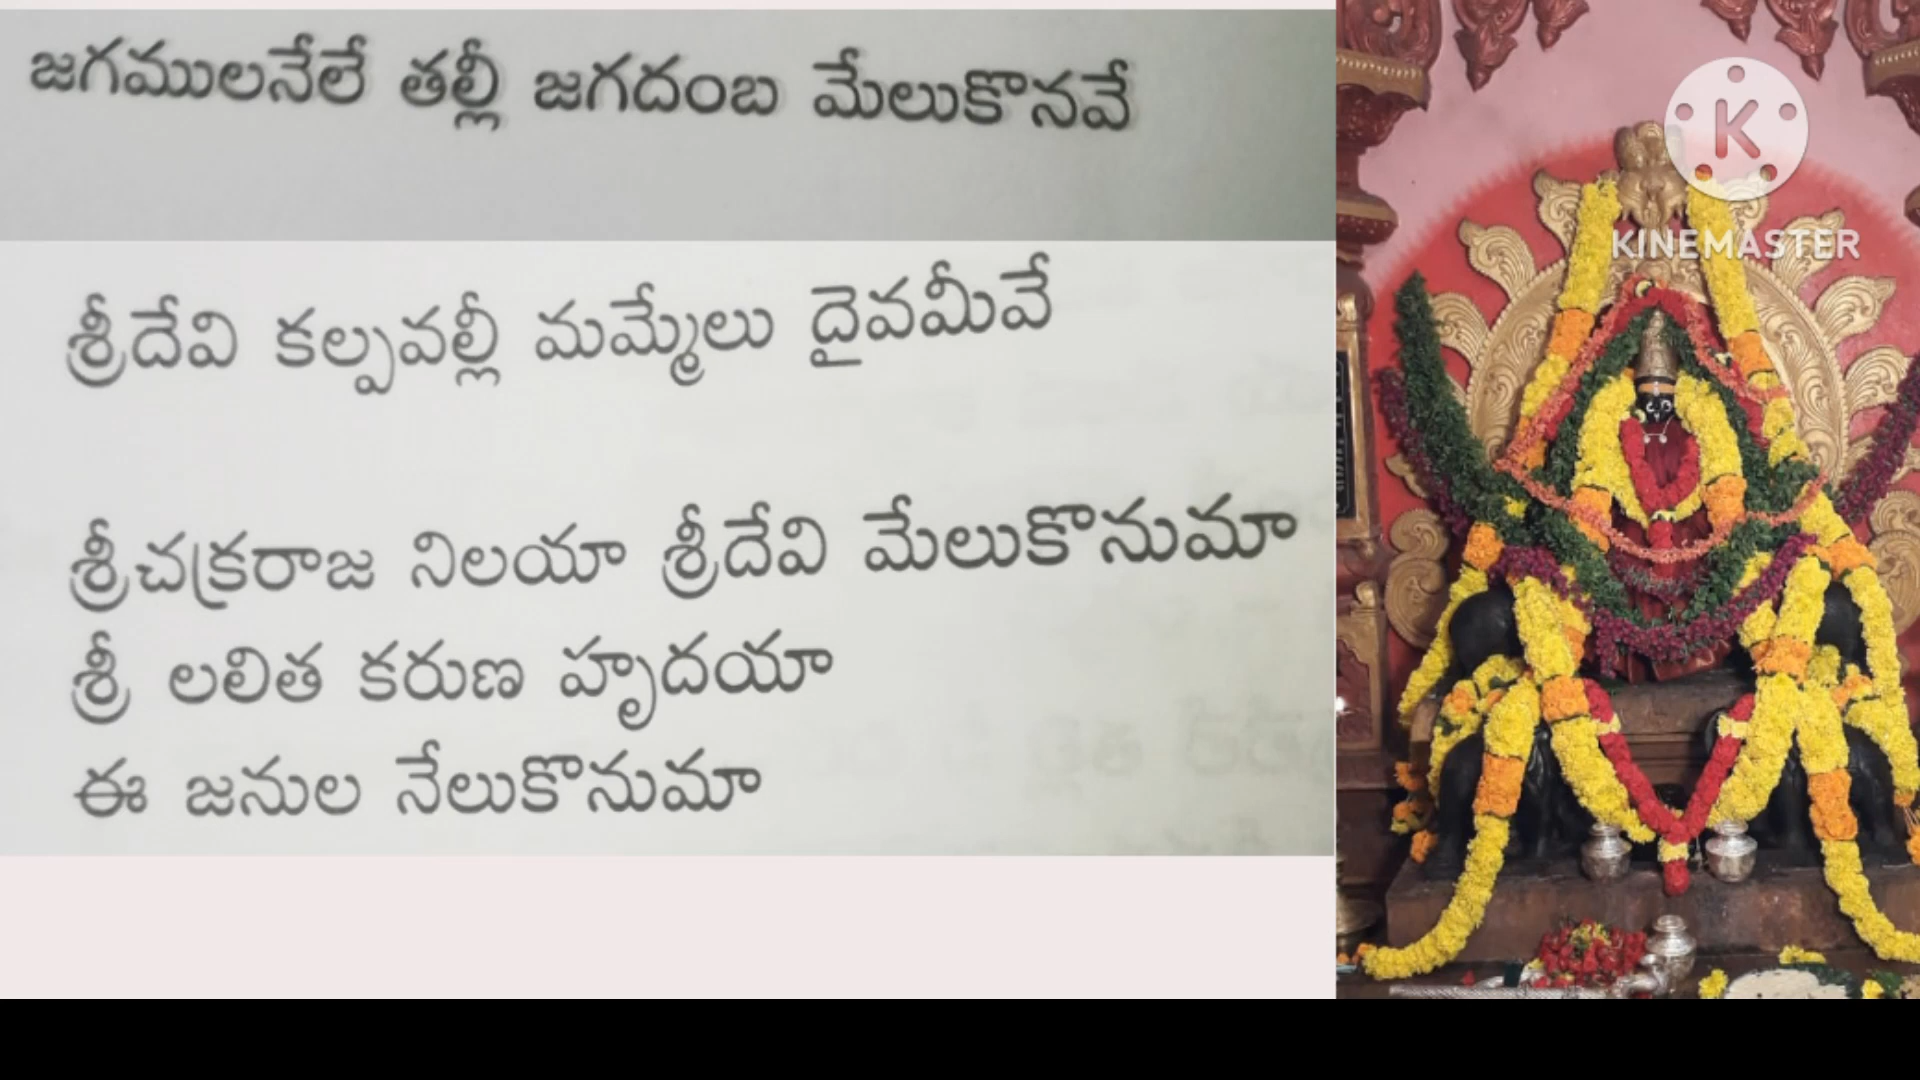 జగములనేలే తల్లీ జగదంబ మేలుకొనవే
శ్రీదేవి కల్పవల్లీ మమ్మేలు దైవమీవే
శ్రీచక్రరాజ నిలయా శ్రీదేవి మేలుకొనుమా
శ్రీ లలిత కరుణ హృదయా
ఈ జనుల నేలుకొనుమా
KINEMASTER